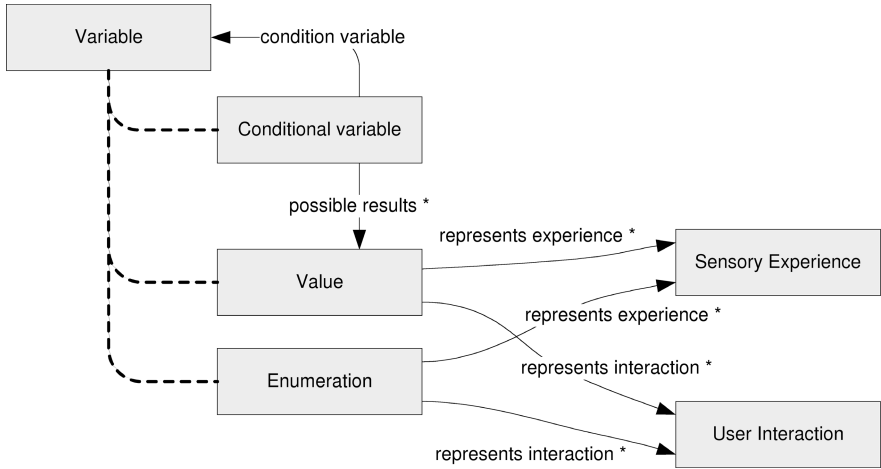 Variable
condition variable
Conditional variable
possible results *
represents experience *
Sensory Experience
Value
represents experience *
represents interaction *
Enumeration
User Interaction
represents interaction *